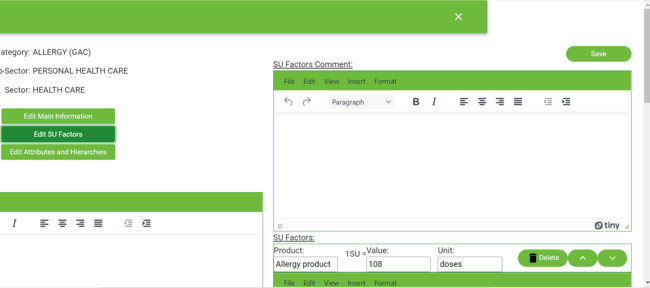 ×
ategory: ALLERGY (GAC)
Save
SU Factors Comment:
o-Sector: PERSONAL HEALTH CARE
File Edit View Insert Format
Sector: HEALTH CARE
Paragraph B I
Edit Main Information
Edit SU Factors
Edit Attributes and Hierarchies
I
p tiny
SU Factors:
Product: 1SU = Value: Unit:
Allergy product 108 doses Delete
File Edit View Insert Format